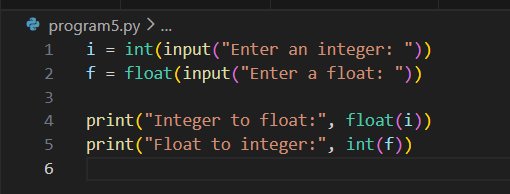 program5.py > ...
1 i = int(input("Enter an integer: "))
2 f = float(input("Enter a float: "))
3
4 print("Integer to float:", float(i))
5 print("Float to integer:", int(f))
6